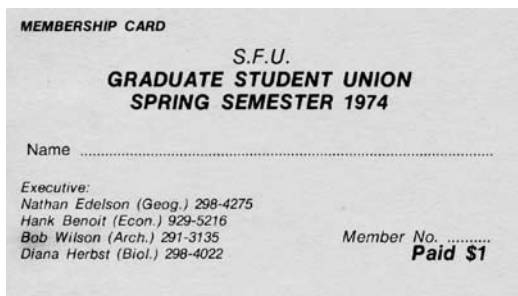 MEMBERSHIP CARD
S.F.U.
GRADUATE STUDENT UNION
SPRING SEMESTER 1974
Name ..........................................................................
Executive:
Nathan Edelson (Geog.) 298-4275
Hank Benoit (Econ.) 929-5216
Bob Wilson (Arch.) 291-3135
Diana Herbst (Biol.) 298-4022
Member No. ..........
Paid $1